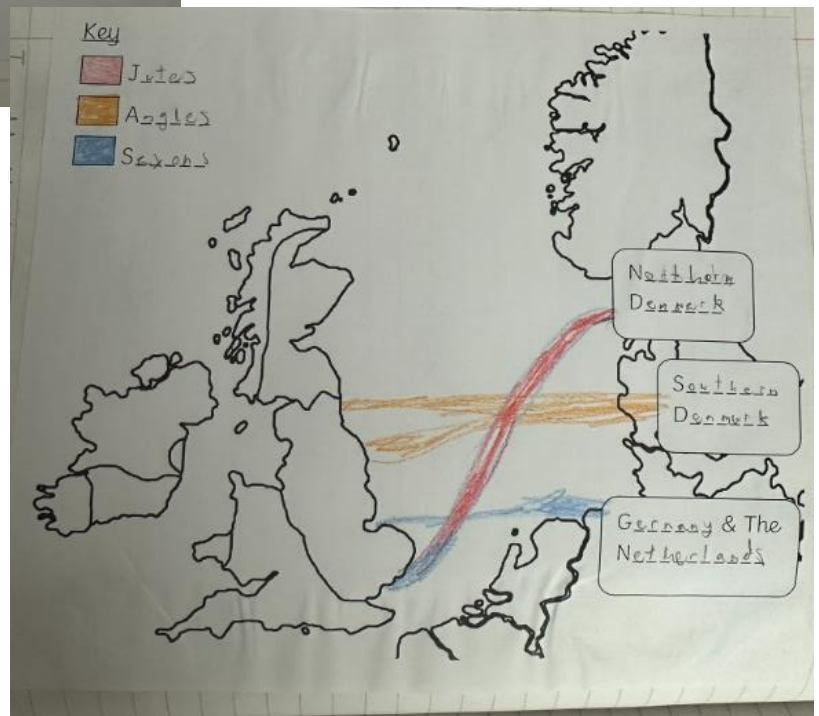 Key
Jutes
Angles
Saxons
Northern
Denmark
Southern
Denmark
Germany & The
Netherlands